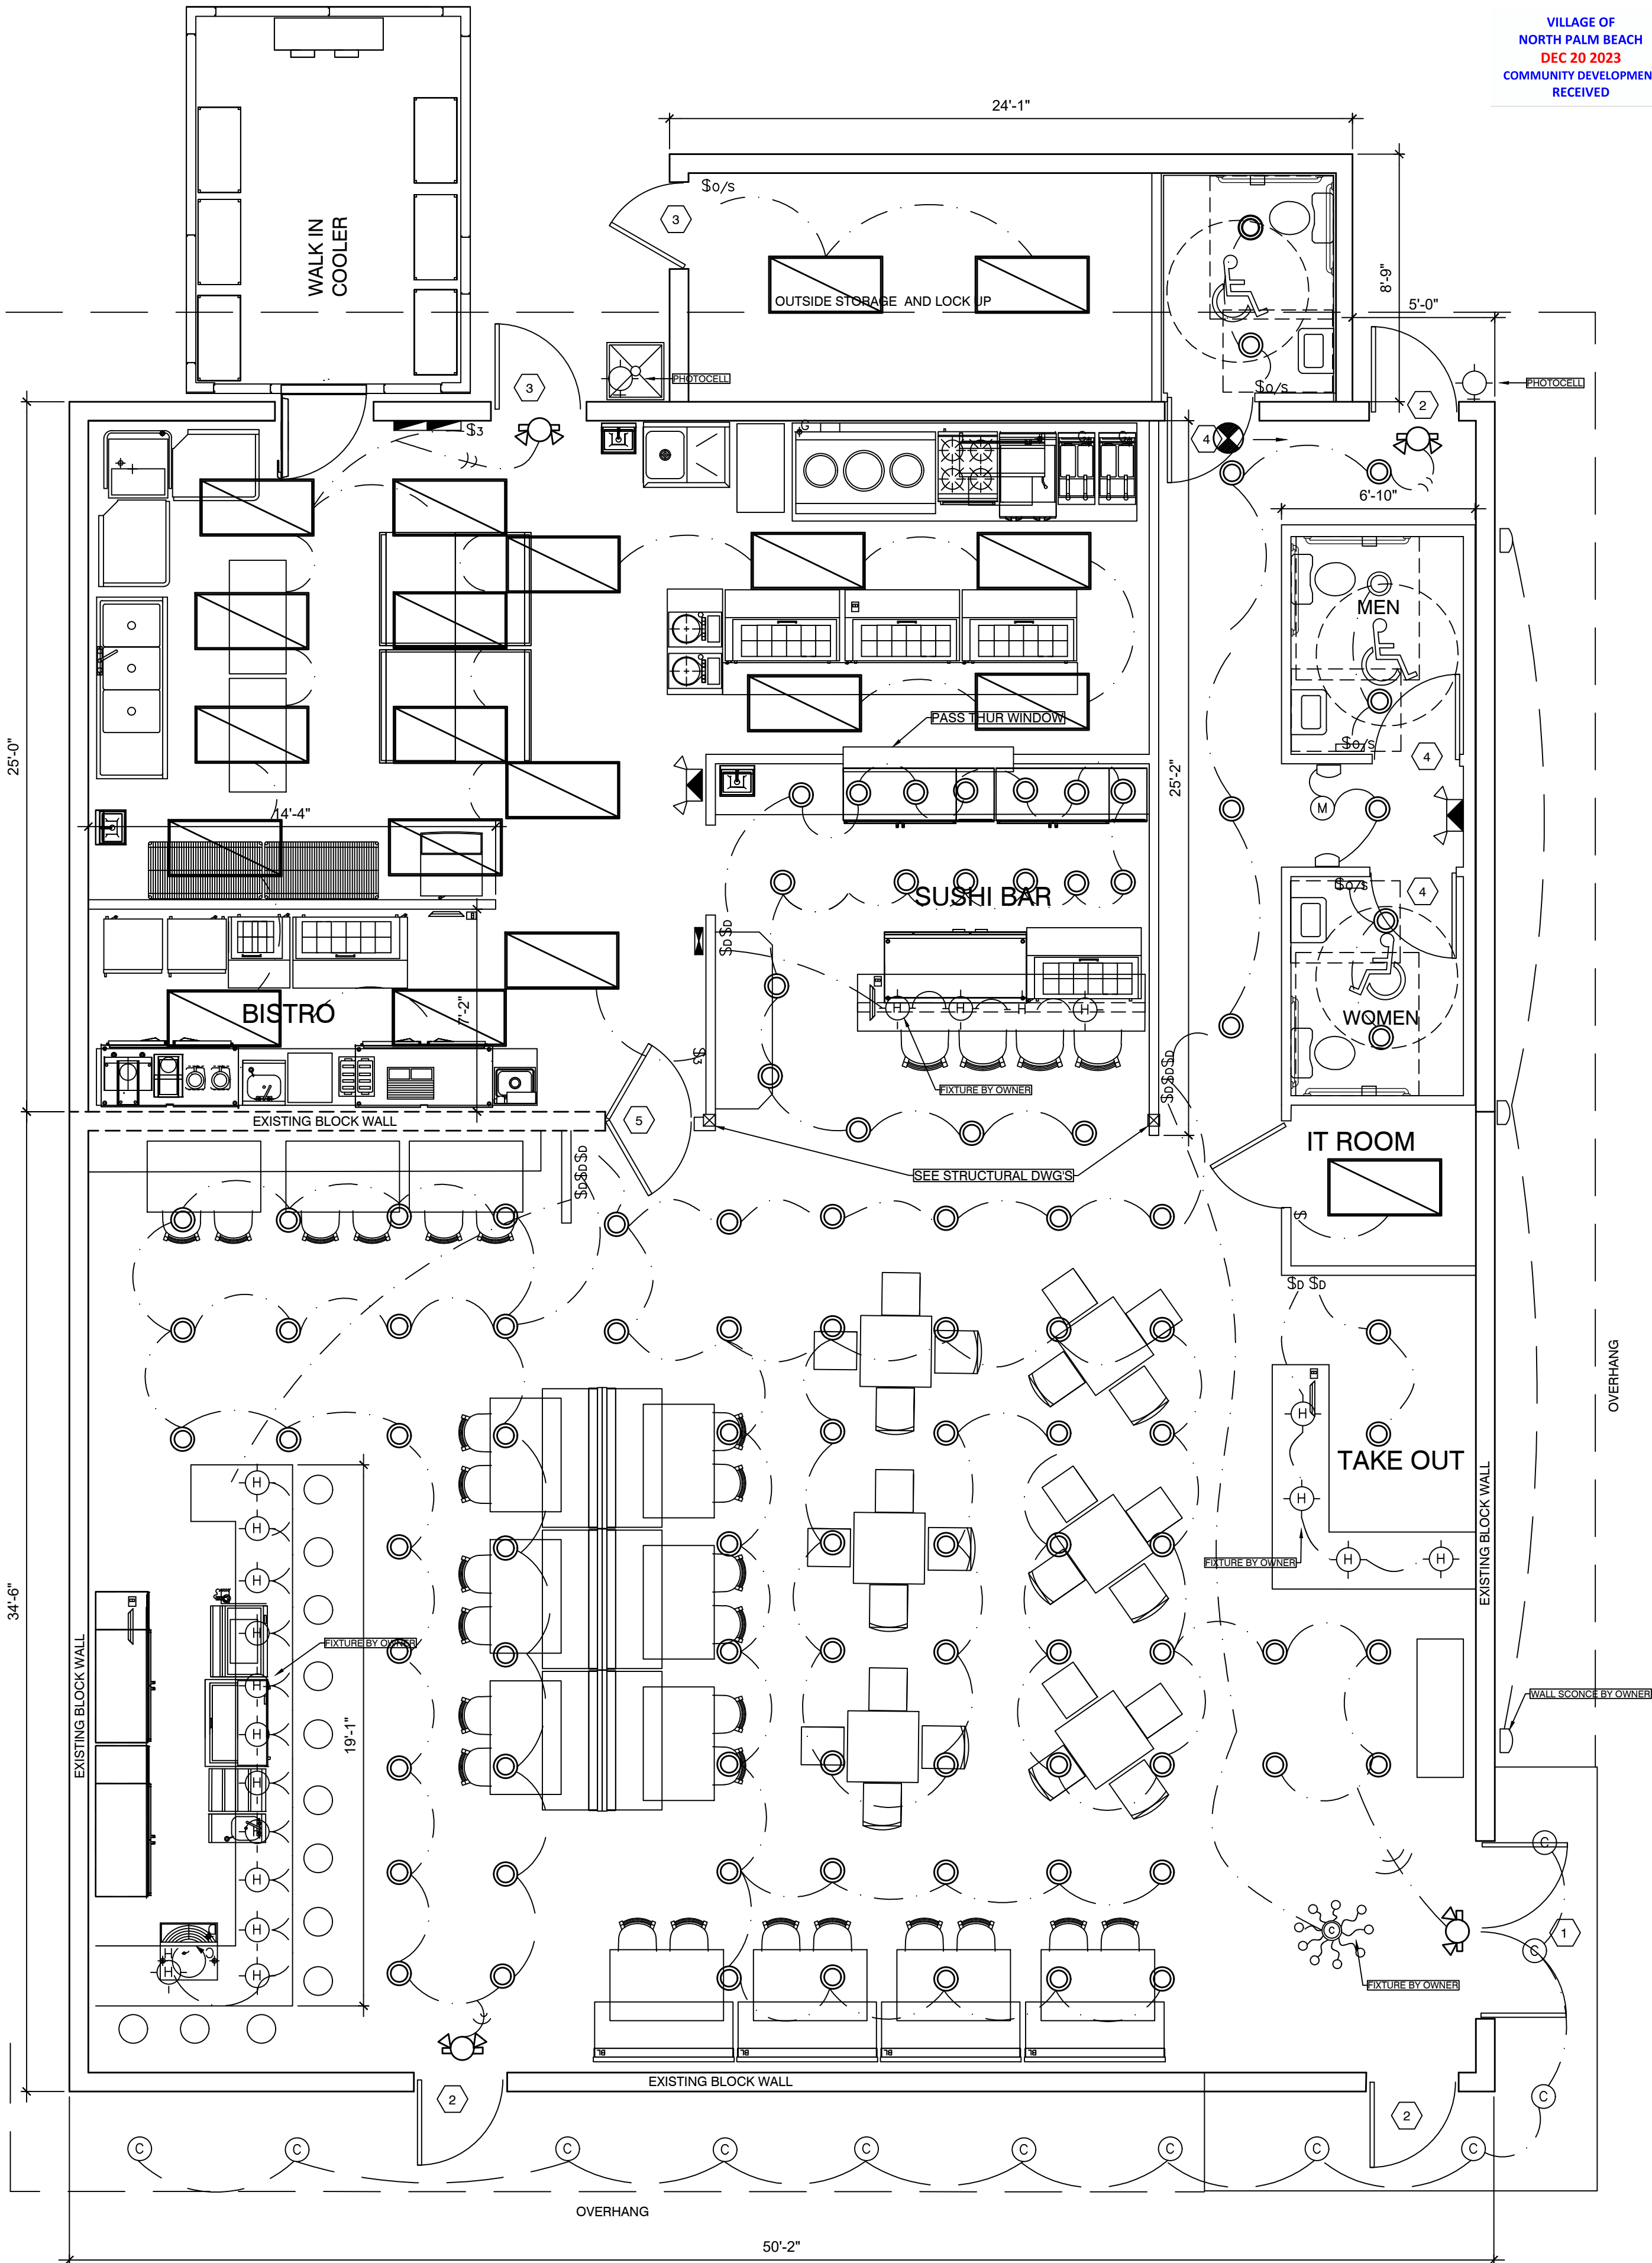 VILLAGE OF
NORTH PALM BEACH
DEC 20 2023
COMMUNITY DEVELOPMEN
RECEIVED
24'-1"
$o/s
3
WALK IN
COOLER
OUTSIDE STORAGE AND LOCK UP
8'-9"
5'-0"
3
PHOTOCELL
$o/s
2
PHOTOCELL
$3
G
4
6'-10"
MEN
$o/s
4
PASS THUR WINDOW
25'-0"
25'-2"
14'-4"
M
$o/s
4
SUSHI BAR
$D $D
BISTRO
7'-2"
H
H
H
H
WOMEN
$3
$D$D$D
FIXTURE BY OWNER
EXISTING BLOCK WALL
5
IT ROOM
SEE STRUCTURAL DWG'S
$D$D$D
$
$D $D
OVERHANG
H
TAKE OUT
H
H
H
FIXTURE BY OWNER
EXISTING BLOCK WALL
H
H
H
H
H
H
H
H
H
H
H
H
H
34'-6"
FIXTURE BY OWNER
EXISTING BLOCK WALL
19'-1"
WALL SCONCE BY OWNER
C
C
1
C
FIXTURE BY OWNER
BL
BL
BL
BL
EXISTING BLOCK WALL
2
2
C
C
C
C
C
C
C
C
C
C
OVERHANG
50'-2"